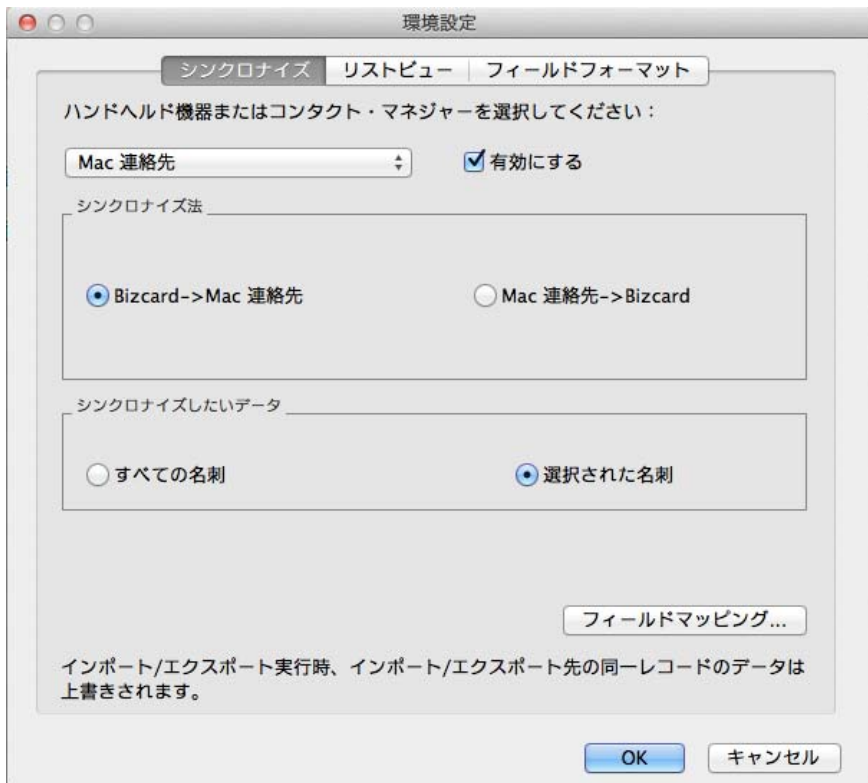 環境設定
シンクロナイズ リストビュー フィールドフォーマット
ハンドヘルド機器またはコンタクト・マネジャーを選択してください：
Mac 連絡先 有効にする
シンクロナイズ法
Bizcard->Mac 連絡先 Mac 連絡先->Bizcard
シンクロナイズしたいデータ
すべての名刺 選択された名刺
フィールドマッピング...
インポート/エクスポート実行時、インポート/エクスポート先の同一レコードのデータは
上書きされます。
OK キャンセル